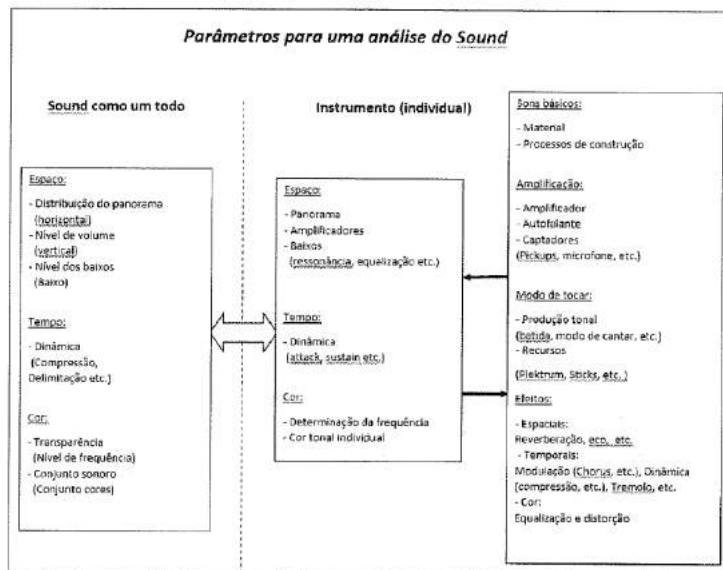 Parâmetros para uma análise do Sound
Sound como um todo
Espaço:
- Distribuição do panorama
(horizontal)
- Nível de volume
(vertical)
- Nível dos baixos
(Baixo)
Tempo:
- Dinâmica
(Compressão,
Delimitação etc.)
Cor:
- Transparência
(Nível de frequência)
- Conjunto sonoro
(Conjunto cores)
Instrumento (individual)
Espaço:
- Panorama
- Amplificadores
- Baixos
(ressonância, equalização etc.)
Tempo:
- Dinâmica
(attack, sustain etc.)
Cor:
- Determinação da frequência
- Cor tonal individual
Sons básicos:
- Material
- Processos de construção
Amplificação:
- Amplificador
- Autofalante
- Captadores
(Pickups, microfone, etc.)
Modo de tocar:
- Produção tonal
(batida, modo de cantar, etc.)
- Recursos
(Plektrum, Sticks, etc.)
Efeitos:
- Espaciais:
Reverberação, eco, etc.
- Temporais:
Modulação (Chorus, etc.), Dinâmica
(compressão, etc.), Tremolo, etc.
- Cor:
Equalização e distorção